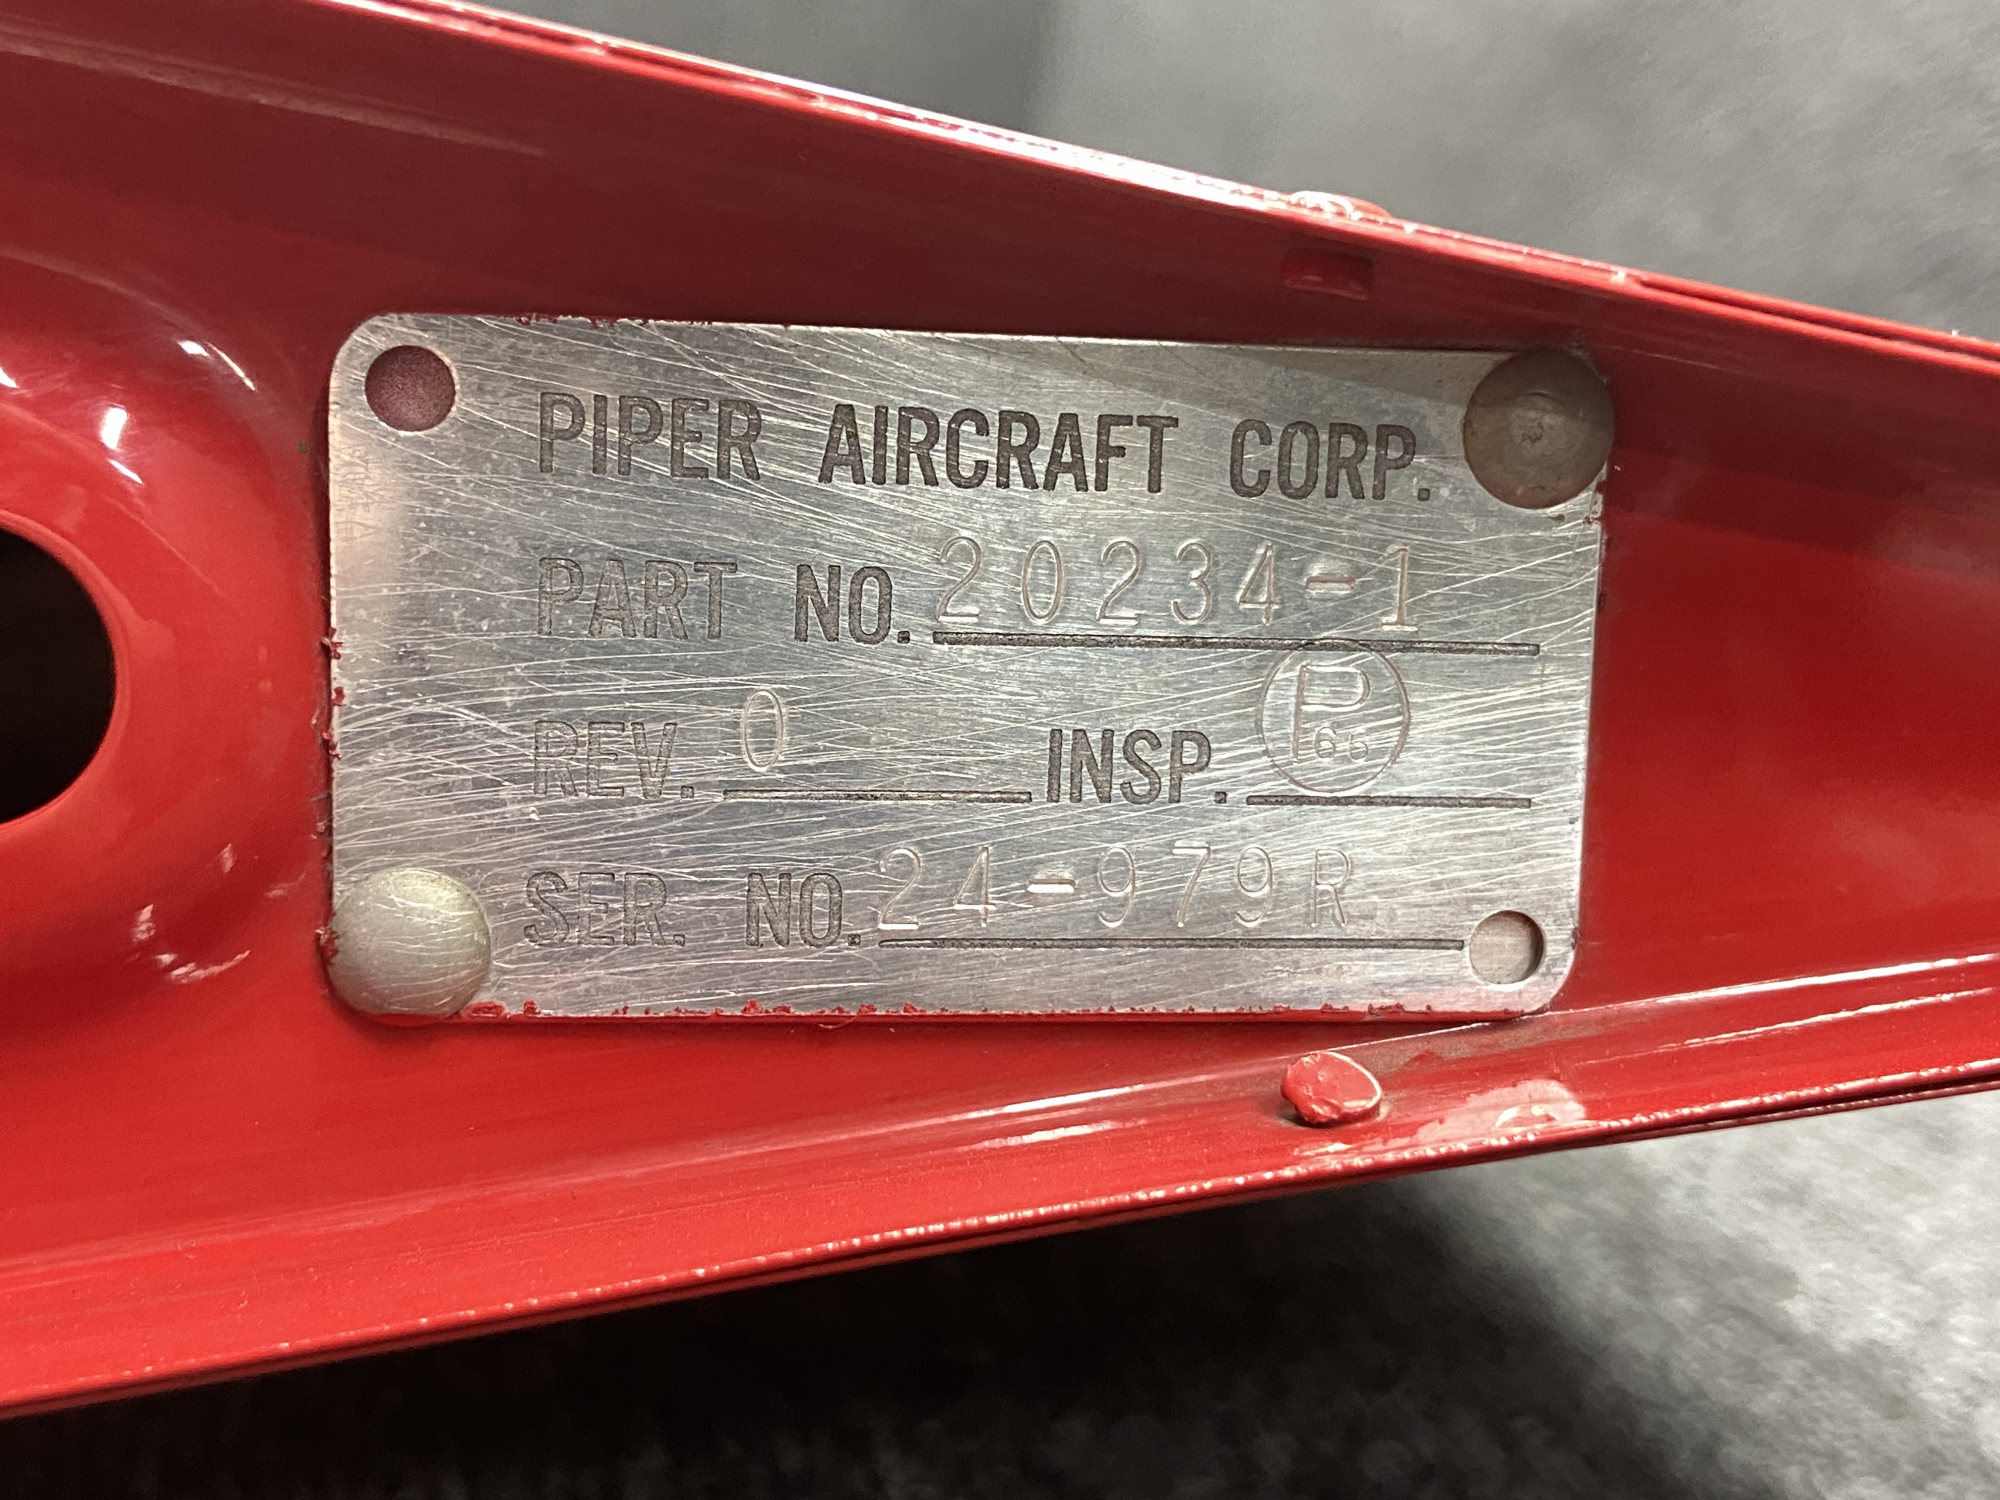 PIPER AIRCRAFT CORP.
PART NO. 20234-1
REV. 0 INSP. P 66
SER. NO. 24-979R